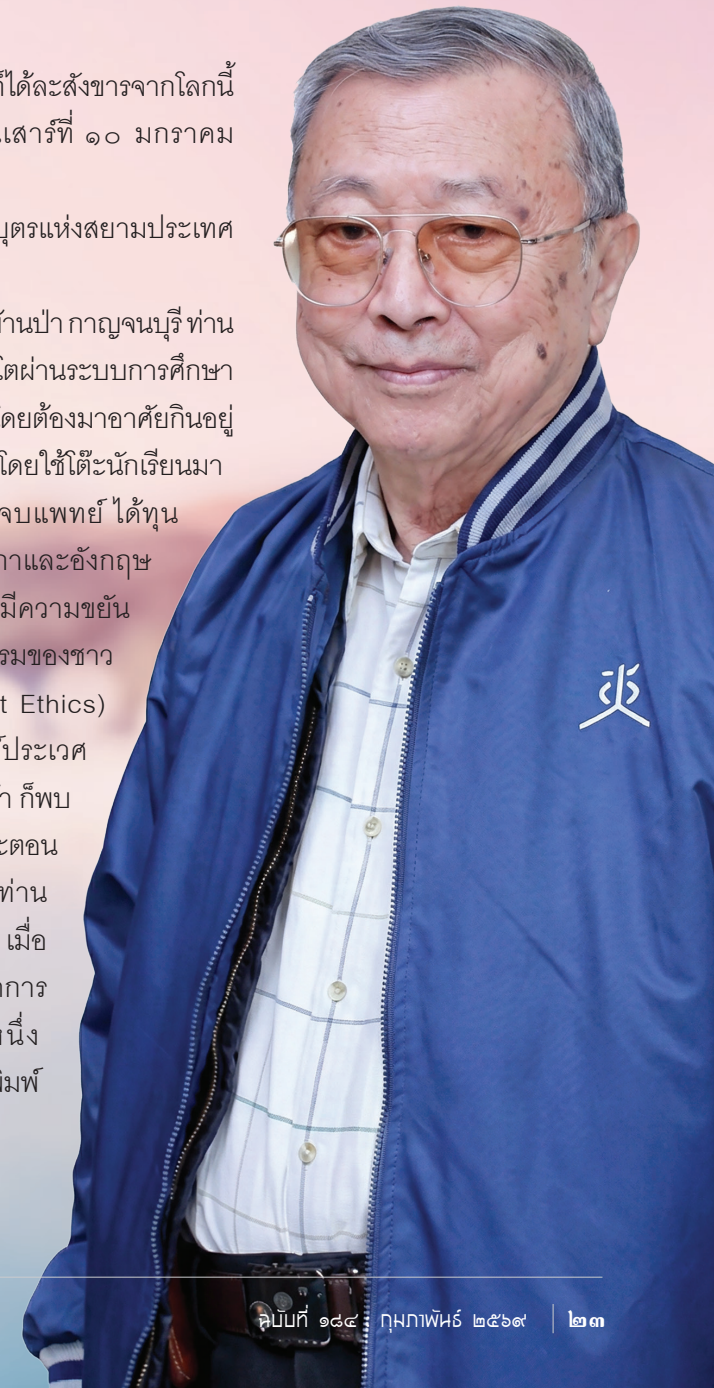 ได้ละสังขารจากโลกนี้
เสาร์ที่ ๑๐ มกราคม
บุตรแห่งสยามประเทศ
บ้านป่า กาญจนบุรี ท่าน
โตผ่านระบบการศึกษา
โดยต้องมาอาศัยกินอยู่
โดยใช้โต๊ะนักเรียนมา
จบแพทย์ ได้ทุน
กาและอังกฤษ
มีความขยัน
รมของชาว
t Ethics)
ประเวศ
ก็พบ
ะตอน
ท่าน
เมื่อ
าการ
หนึ่ง
พิมพ์
ฉบับที่ ๑๘๔ : กุมภาพันธ์ ๒๕๖๙ | ๒๓